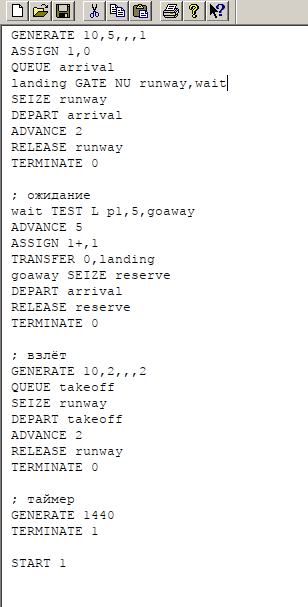 GENERATE 10,5,,,1
ASSIGN 1,0
QUEUE arrival
landing GATE NU runway,wait
SEIZE runway
DEPART arrival
ADVANCE 2
RELEASE runway
TERMINATE 0
; ожидание
wait TEST L p1,5,goaway
ADVANCE 5
ASSIGN 1+,1
TRANSFER 0,landing
goaway SEIZE reserve
DEPART arrival
RELEASE reserve
TERMINATE 0
; взлёт
GENERATE 10,2,,,2
QUEUE takeoff
SEIZE runway
DEPART takeoff
ADVANCE 2
RELEASE runway
TERMINATE 0
; таймер
GENERATE 1440
TERMINATE 1
START 1